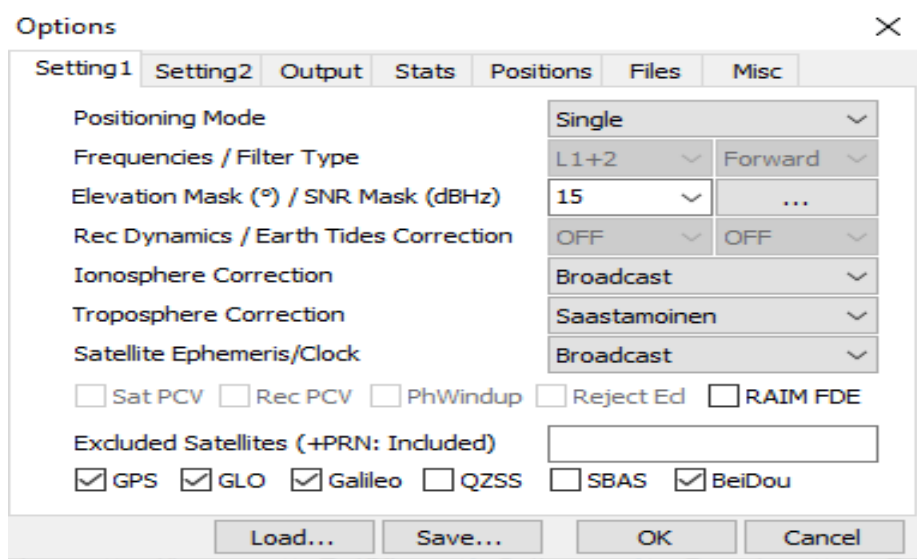 Options
Setting1 Setting2 Output Stats Positions Files Misc
Positioning Mode Single
Frequencies / Filter Type L1+2 Forward
Elevation Mask (°) / SNR Mask (dBHz) 15 ...
Rec Dynamics / Earth Tides Correction OFF OFF
Ionosphere Correction Broadcast
Troposphere Correction Saastamoinen
Satellite Ephemeris/Clock Broadcast
Sat PCV Rec PCV PhWindup Reject Ecl RAIM FDE
Excluded Satellites (+PRN: Included)
GPS GLO Galileo QZSS SBAS BeiDou
Load... Save... OK Cancel